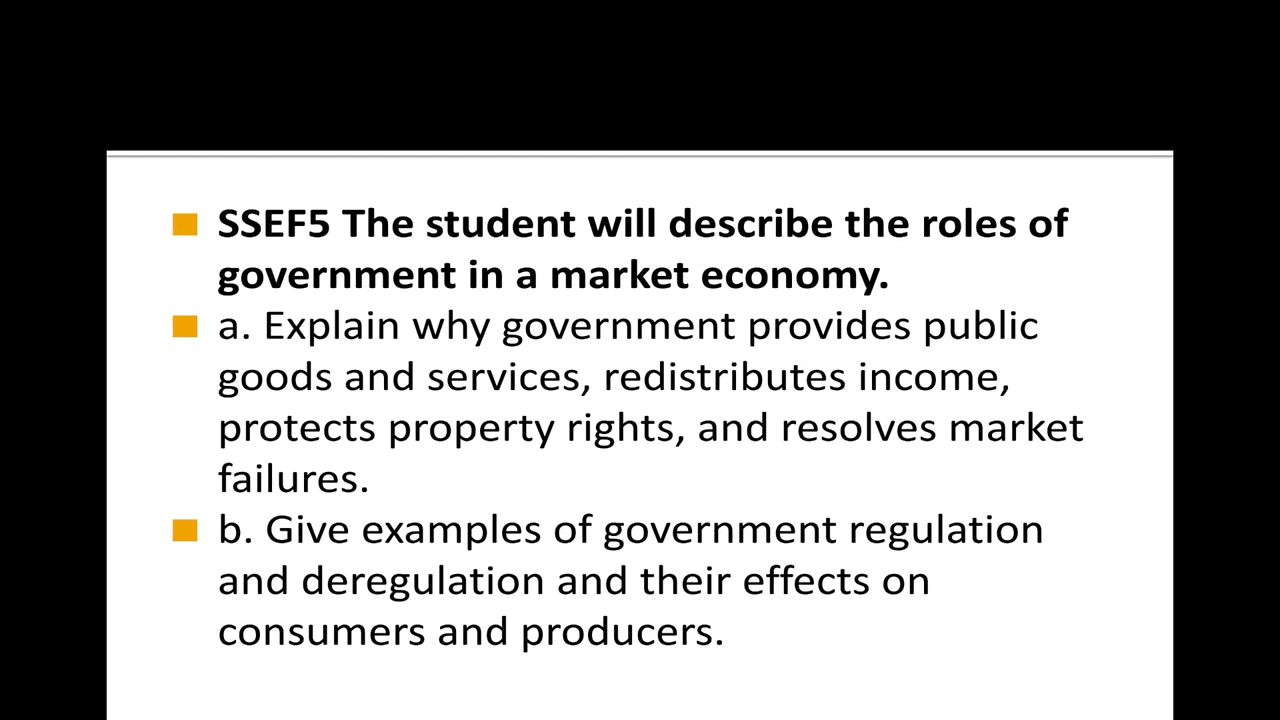 SSEF5 The student will describe the roles of
government in a market economy.
a. Explain why government provides public
goods and services, redistributes income,
protects property rights, and resolves market
failures.
b. Give examples of government regulation
and deregulation and their effects on
consumers and producers.